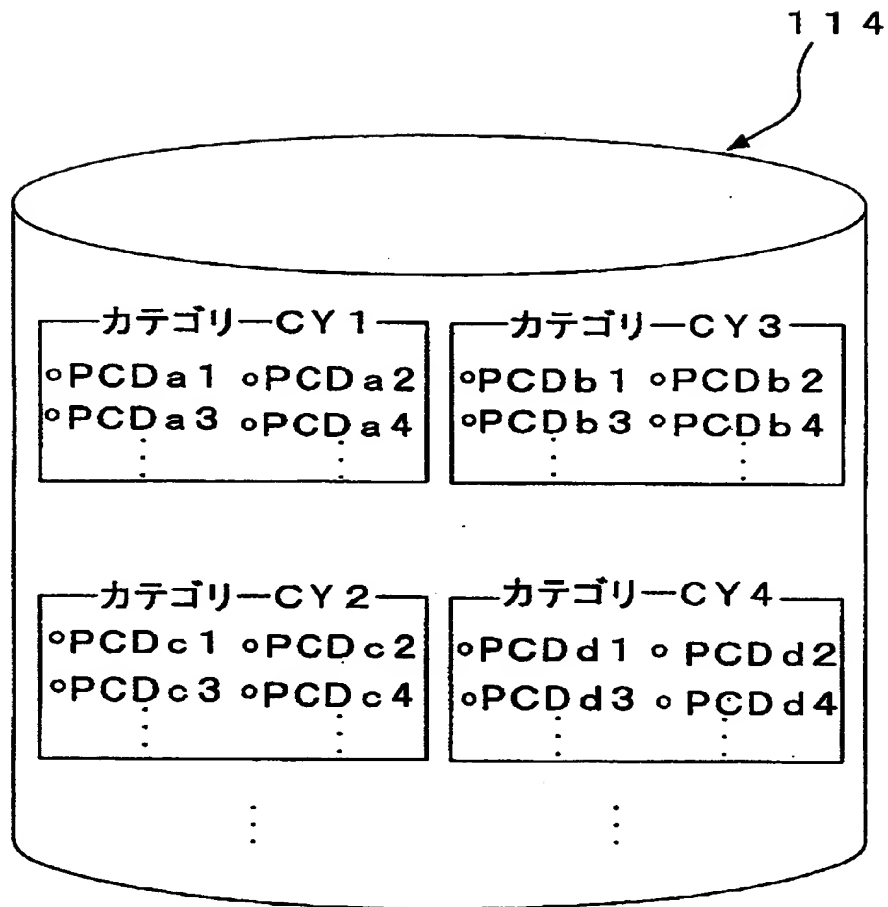 １１４
カテゴリーCY1
○PCDa1 ○PCDa2
○PCDa3 ○PCDa4
カテゴリーCY3
○PCDb1 ○PCDb2
○PCDb3 ○PCDb4
カテゴリーCY2
○PCDc1 ○PCDc2
○PCDc3 ○PCDc4
カテゴリーCY4
○PCDd1 ○PCDd2
○PCDd3 ○PCDd4